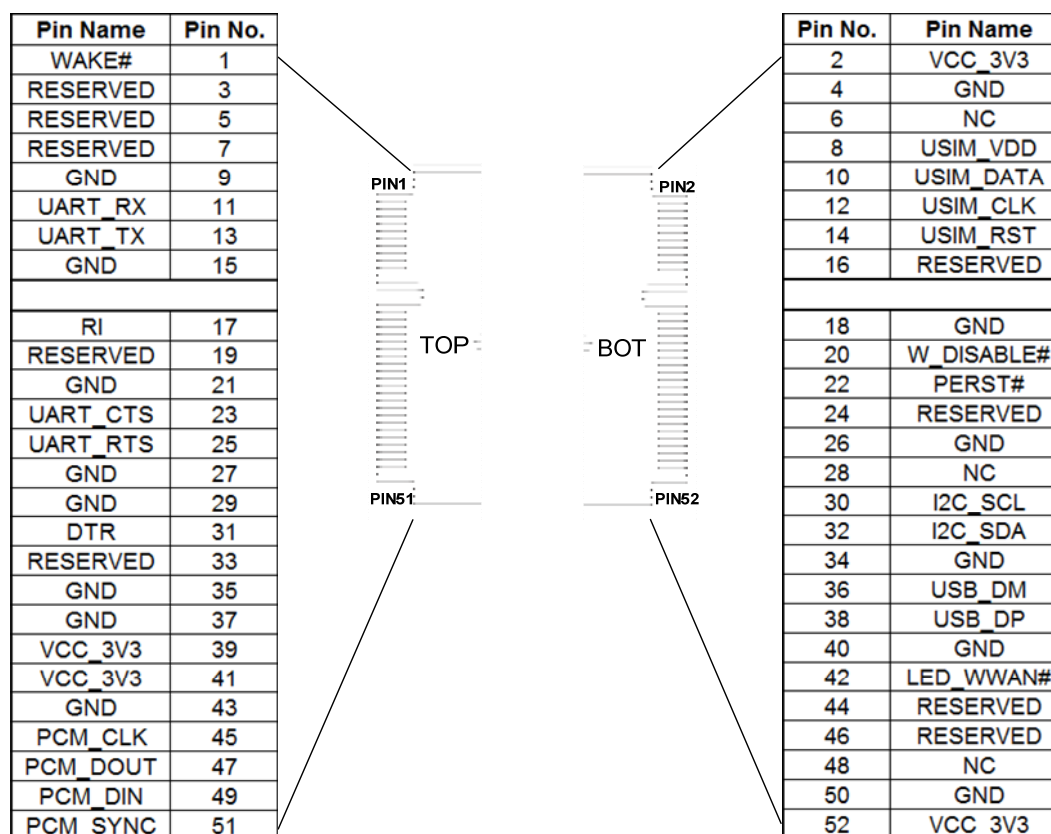 Pin Name Pin No.
WAKE# 1
RESERVED 3
RESERVED 5
RESERVED 7
GND 9
UART_RX 11
UART_TX 13
GND 15
RI 17
RESERVED 19
GND 21
UART_CTS 23
UART_RTS 25
GND 27
GND 29
DTR 31
RESERVED 33
GND 35
GND 37
VCC_3V3 39
VCC_3V3 41
GND 43
PCM_CLK 45
PCM_DOUT 47
PCM_DIN 49
PCM_SYNC 51
PIN1
TOP
PIN51
PIN2
BOT
PIN52
Pin No. Pin Name
2 VCC_3V3
4 GND
6 NC
8 USIM_VDD
10 USIM_DATA
12 USIM_CLK
14 USIM_RST
16 RESERVED
18 GND
20 W_DISABLE#
22 PERST#
24 RESERVED
26 GND
28 NC
30 I2C_SCL
32 I2C_SDA
34 GND
36 USB_DM
38 USB_DP
40 GND
42 LED_WWAN#
44 RESERVED
46 RESERVED
48 NC
50 GND
52 VCC_3V3